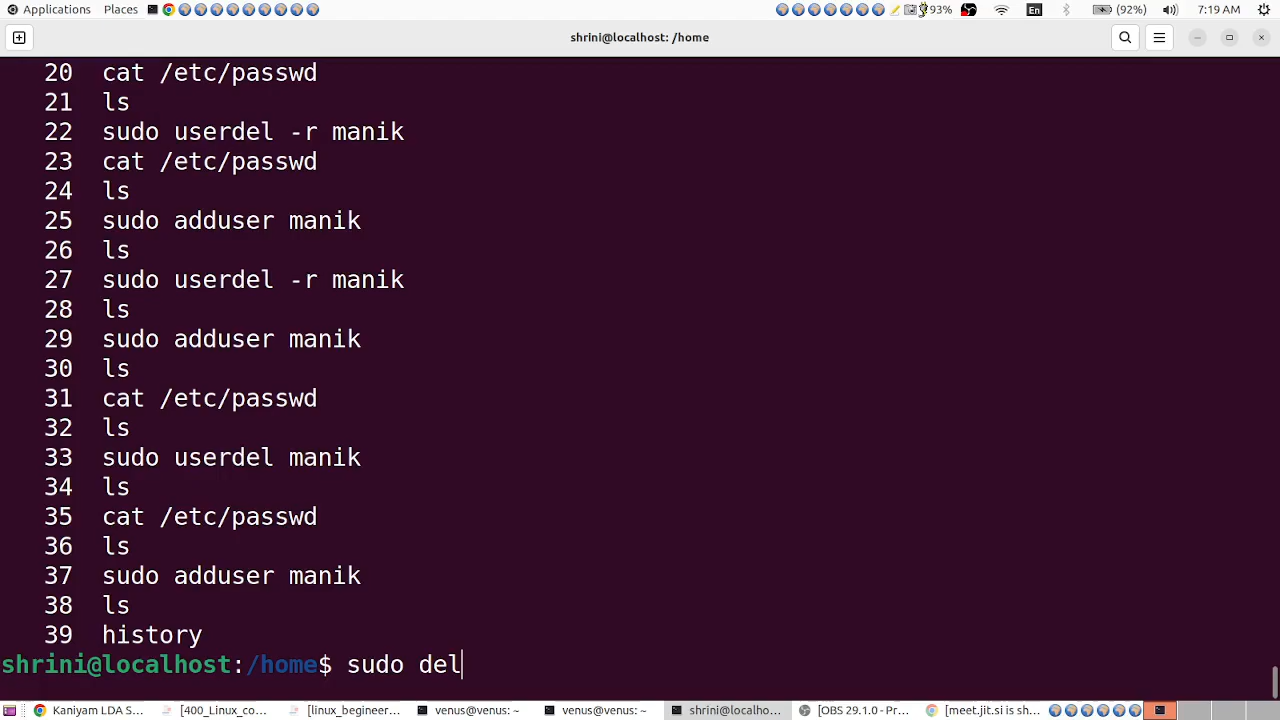 Applications Places 93% En (92%) 7:19 AM
shrini@localhost: /home
20 cat /etc/passwd
21 ls
22 sudo userdel -r manik
23 cat /etc/passwd
24 ls
25 sudo adduser manik
26 ls
27 sudo userdel -r manik
28 ls
29 sudo adduser manik
30 ls
31 cat /etc/passwd
32 ls
33 sudo userdel manik
34 ls
35 cat /etc/passwd
36 ls
37 sudo adduser manik
38 ls
39 history
shrini@localhost:/home$ sudo del
Kaniyam LDA S... [400_Linux_co... [linux_begineer... venus@venus: ~ venus@venus: ~ shrini@localho... [OBS 29.1.0 - Pr... [meet.jit.si is sh...